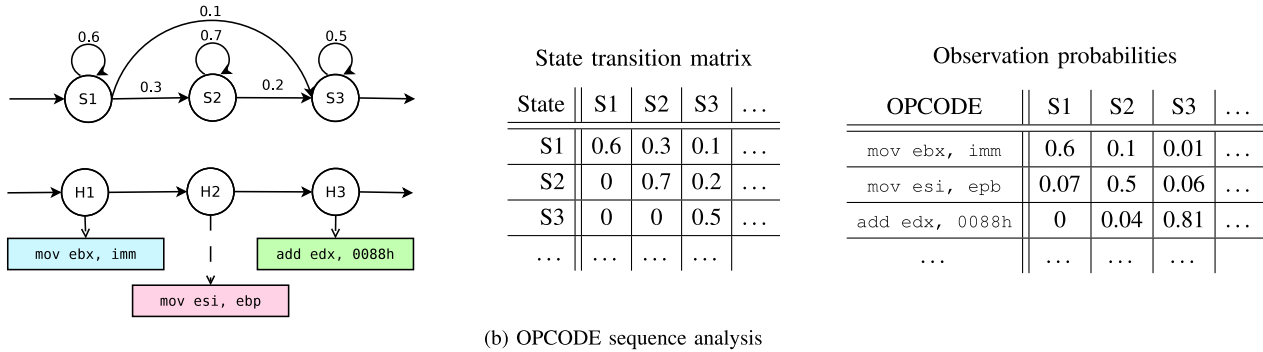 0.1
0.6
0.7
0.5
S1
0.3
S2
0.2
S3
H1
H2
H3
mov ebx, imm
add edx, 0088h
mov esi, ebp
State transition matrix
State S1 S2 S3 ...
S1 0.6 0.3 0.1 ...
S2 0 0.7 0.2 ...
S3 0 0 0.5 ...
... ... ... ... ...
Observation probabilities
OPCODE S1 S2 S3 ...
mov ebx, imm 0.6 0.1 0.01 ...
mov esi, epb 0.07 0.5 0.06 ...
add edx, 0088h 0 0.04 0.81 ...
... ... ... ... ...
(b) OPCODE sequence analysis